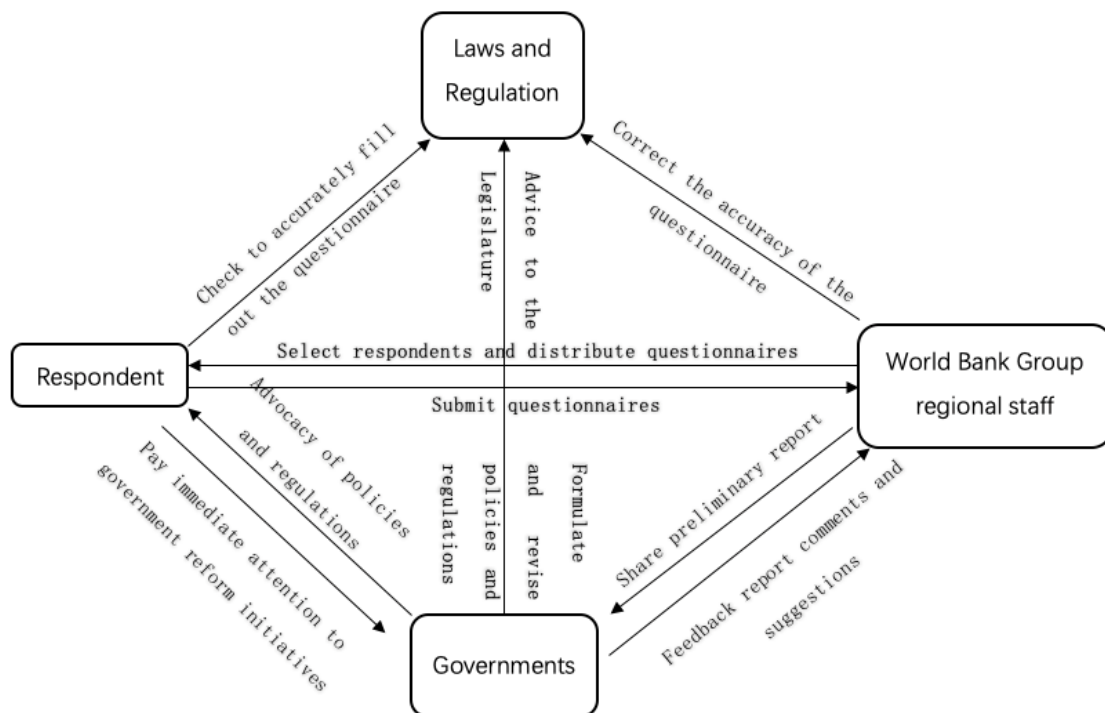 Laws and
Regulation
Check to accurately fill
out the questionnaire
Advice to the
Legislature
Correct the accuracy of the
questionnaire
Respondent
Select respondents and distribute questionnaires
Submit questionnaires
World Bank Group
regional staff
Advocacy of policies
and regulations
Pay immediate attention to
government reform initiatives
Formulate
and revise
policies and
regulations
Share preliminary report
Feedback report comments and
suggestions
Governments